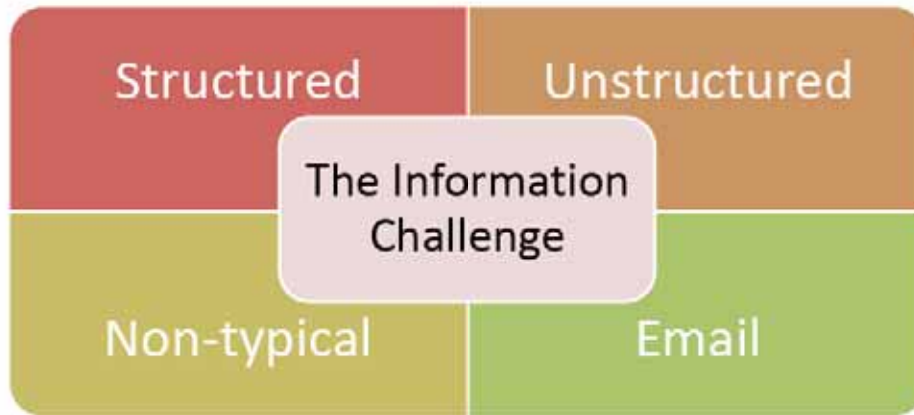 Structured
Unstructured
The Information
Challenge
Non-typical
Email